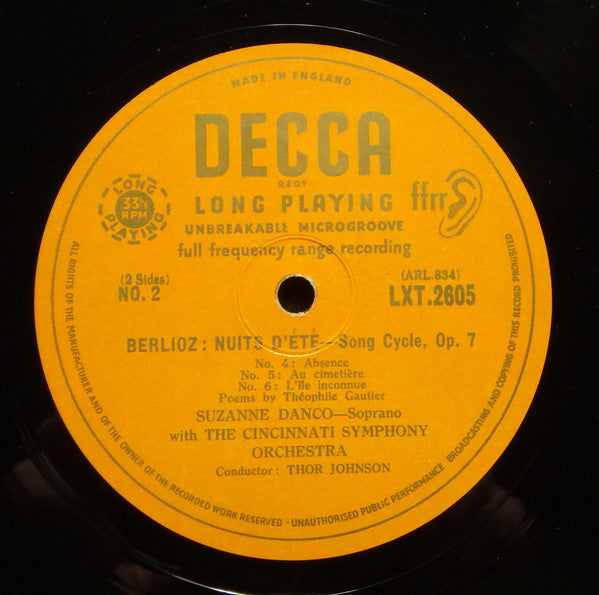 MADE IN ENGLAND
DECCA
REGD
LONG PLAYING
ffrr
LONG PLAYING
33⅓
RPM
UNBREAKABLE MICROGROOVE
full frequency range recording
(2 Sides)
NO. 2
(ARL.834)
LXT.2605
BERLIOZ: NUITS D'ÉTÉ—Song Cycle, Op. 7
No. 4: Absence
No. 5: Au cimetière
No. 6: L'Ile inconnue
Poems by Théophile Gautier
SUZANNE DANCO—Soprano
with THE CINCINNATI SYMPHONY
ORCHESTRA
Conductor: THOR JOHNSON
ALL RIGHTS OF THE MANUFACTURER AND OF THE OWNER OF THE RECORDED WORK RESERVED · UNAUTHORISED PUBLIC PERFORMANCE BROADCASTING AND COPYING OF THIS RECORD PROHIBITED